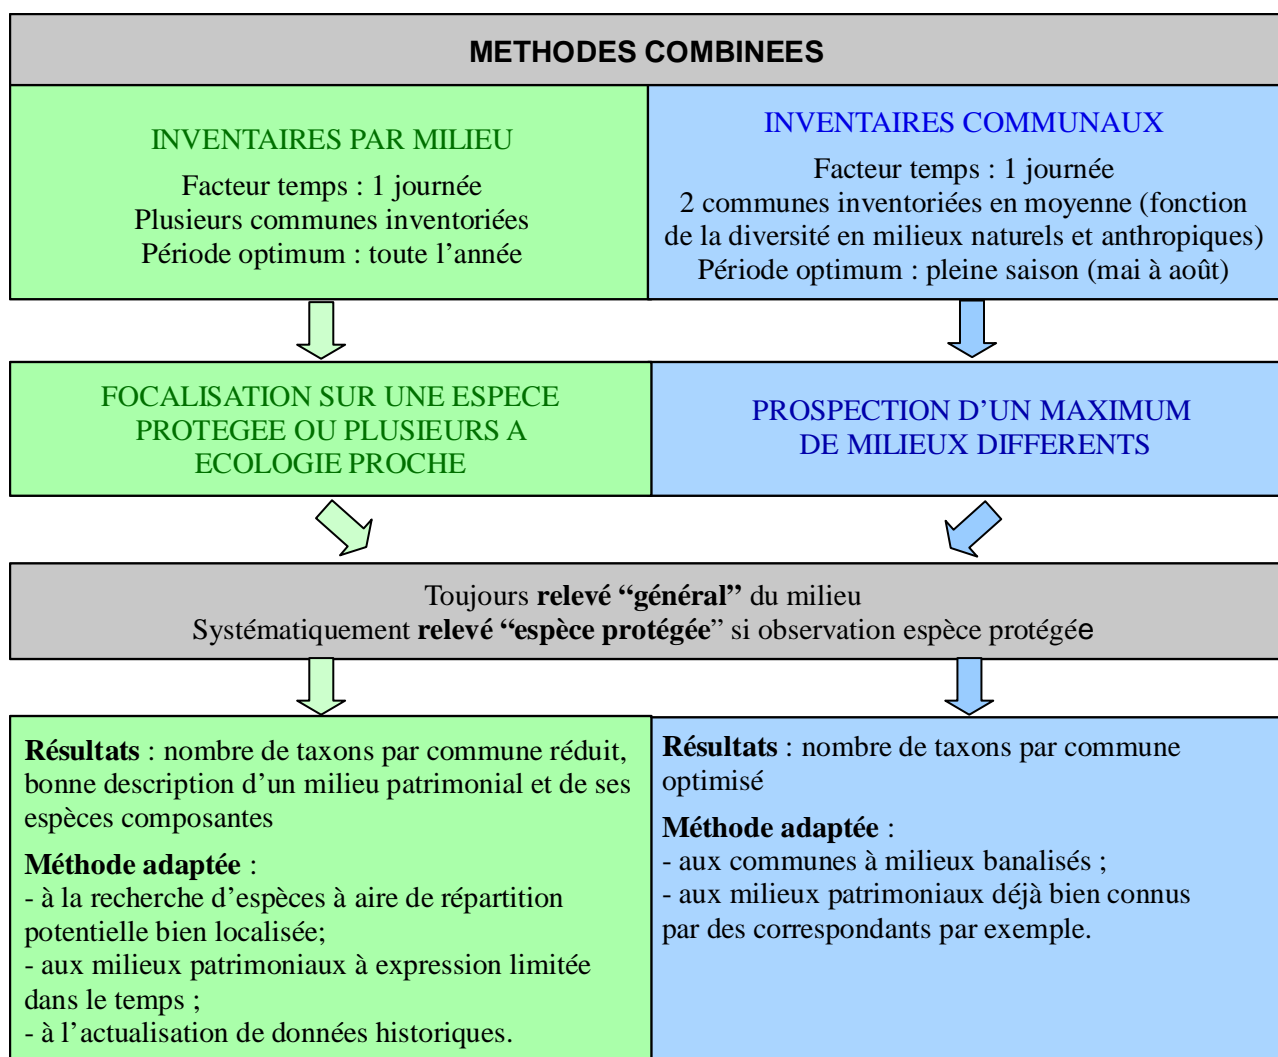 METHODES COMBINEES
INVENTAIRES PAR MILIEU
Facteur temps : 1 journée
Plusieurs communes inventoriées
Période optimum : toute l’année
INVENTAIRES COMMUNAUX
Facteur temps : 1 journée
2 communes inventoriées en moyenne (fonction
de la diversité en milieux naturels et anthropiques)
Période optimum : pleine saison (mai à août)
FOCALISATION SUR UNE ESPECE
PROTEGEE OU PLUSIEURS A
ECOLOGIE PROCHE
PROSPECTION D’UN MAXIMUM
DE MILIEUX DIFFERENTS
Toujours relevé “général” du milieu
Systématiquement relevé “espèce protégée” si observation espèce protégée
Résultats : nombre de taxons par commune réduit,
bonne description d’un milieu patrimonial et de ses
espèces composantes
Méthode adaptée :
- à la recherche d’espèces à aire de répartition
potentielle bien localisée;
- aux milieux patrimoniaux à expression limitée
dans le temps ;
- à l’actualisation de données historiques.
Résultats : nombre de taxons par commune
optimisé
Méthode adaptée :
- aux communes à milieux banalisés ;
- aux milieux patrimoniaux déjà bien connus
par des correspondants par exemple.